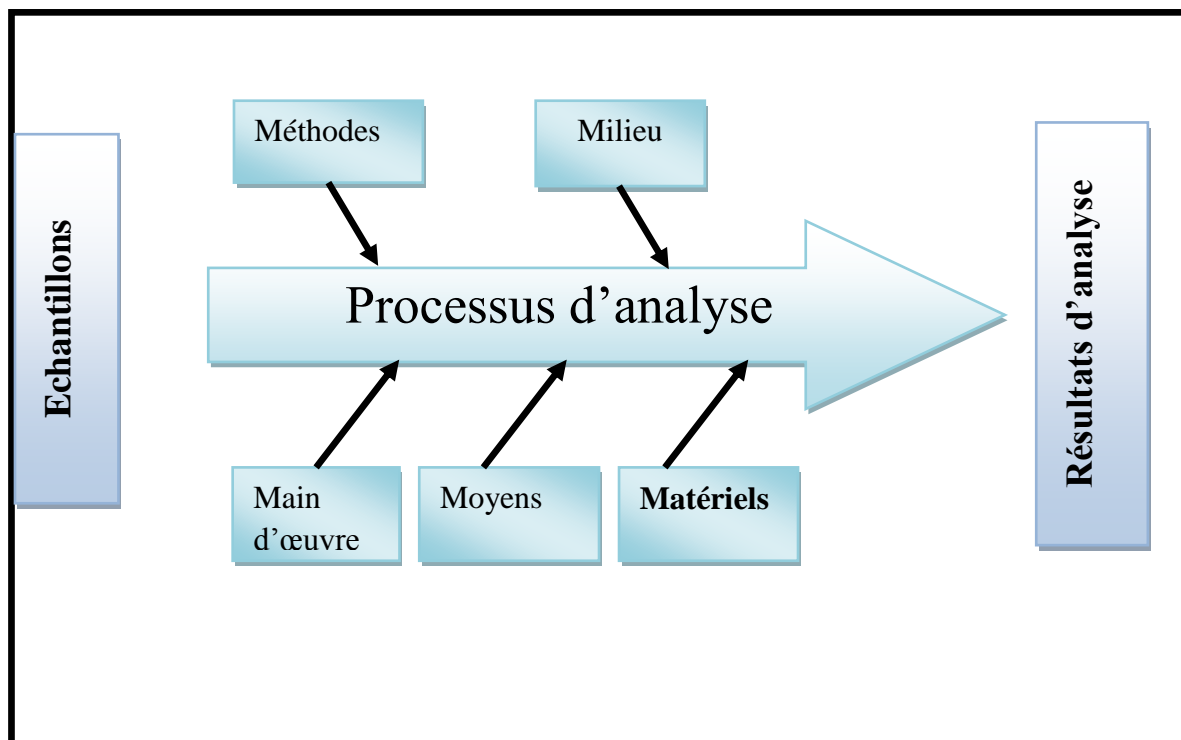 Méthodes
Milieu
Echantillons
Processus d’analyse
Résultats d’analyse
Main
d’œuvre
Moyens
Matériels